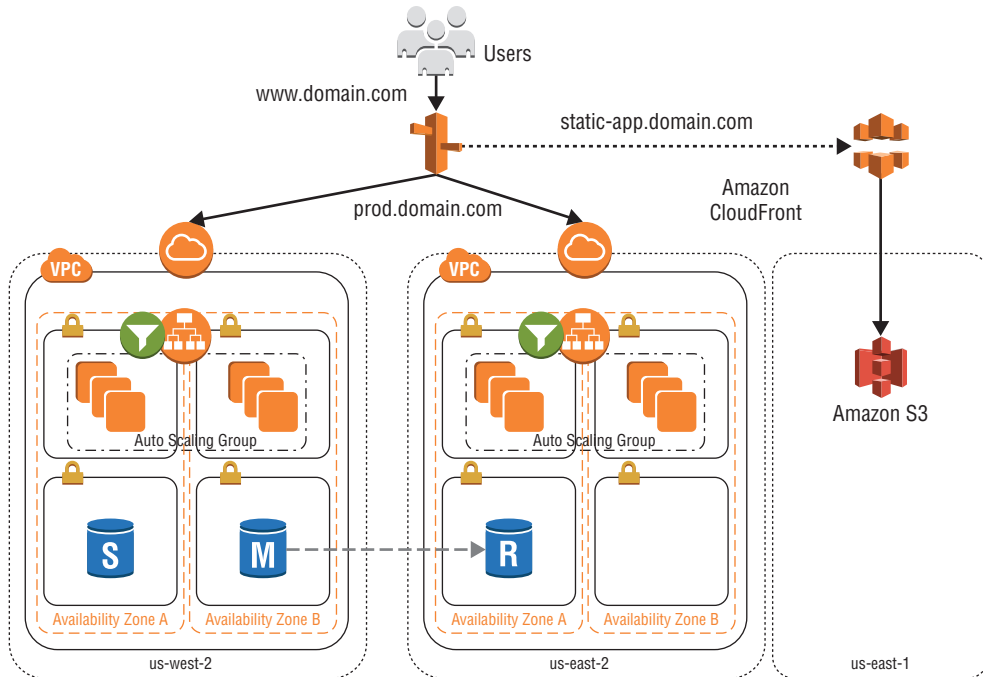 Users
www.domain.com
static-app.domain.com
Amazon
CloudFront
prod.domain.com
VPC
VPC
Auto Scaling Group
Auto Scaling Group
Amazon S3
S
M
R
Availability Zone A
Availability Zone B
Availability Zone A
Availability Zone B
us-west-2
us-east-2
us-east-1